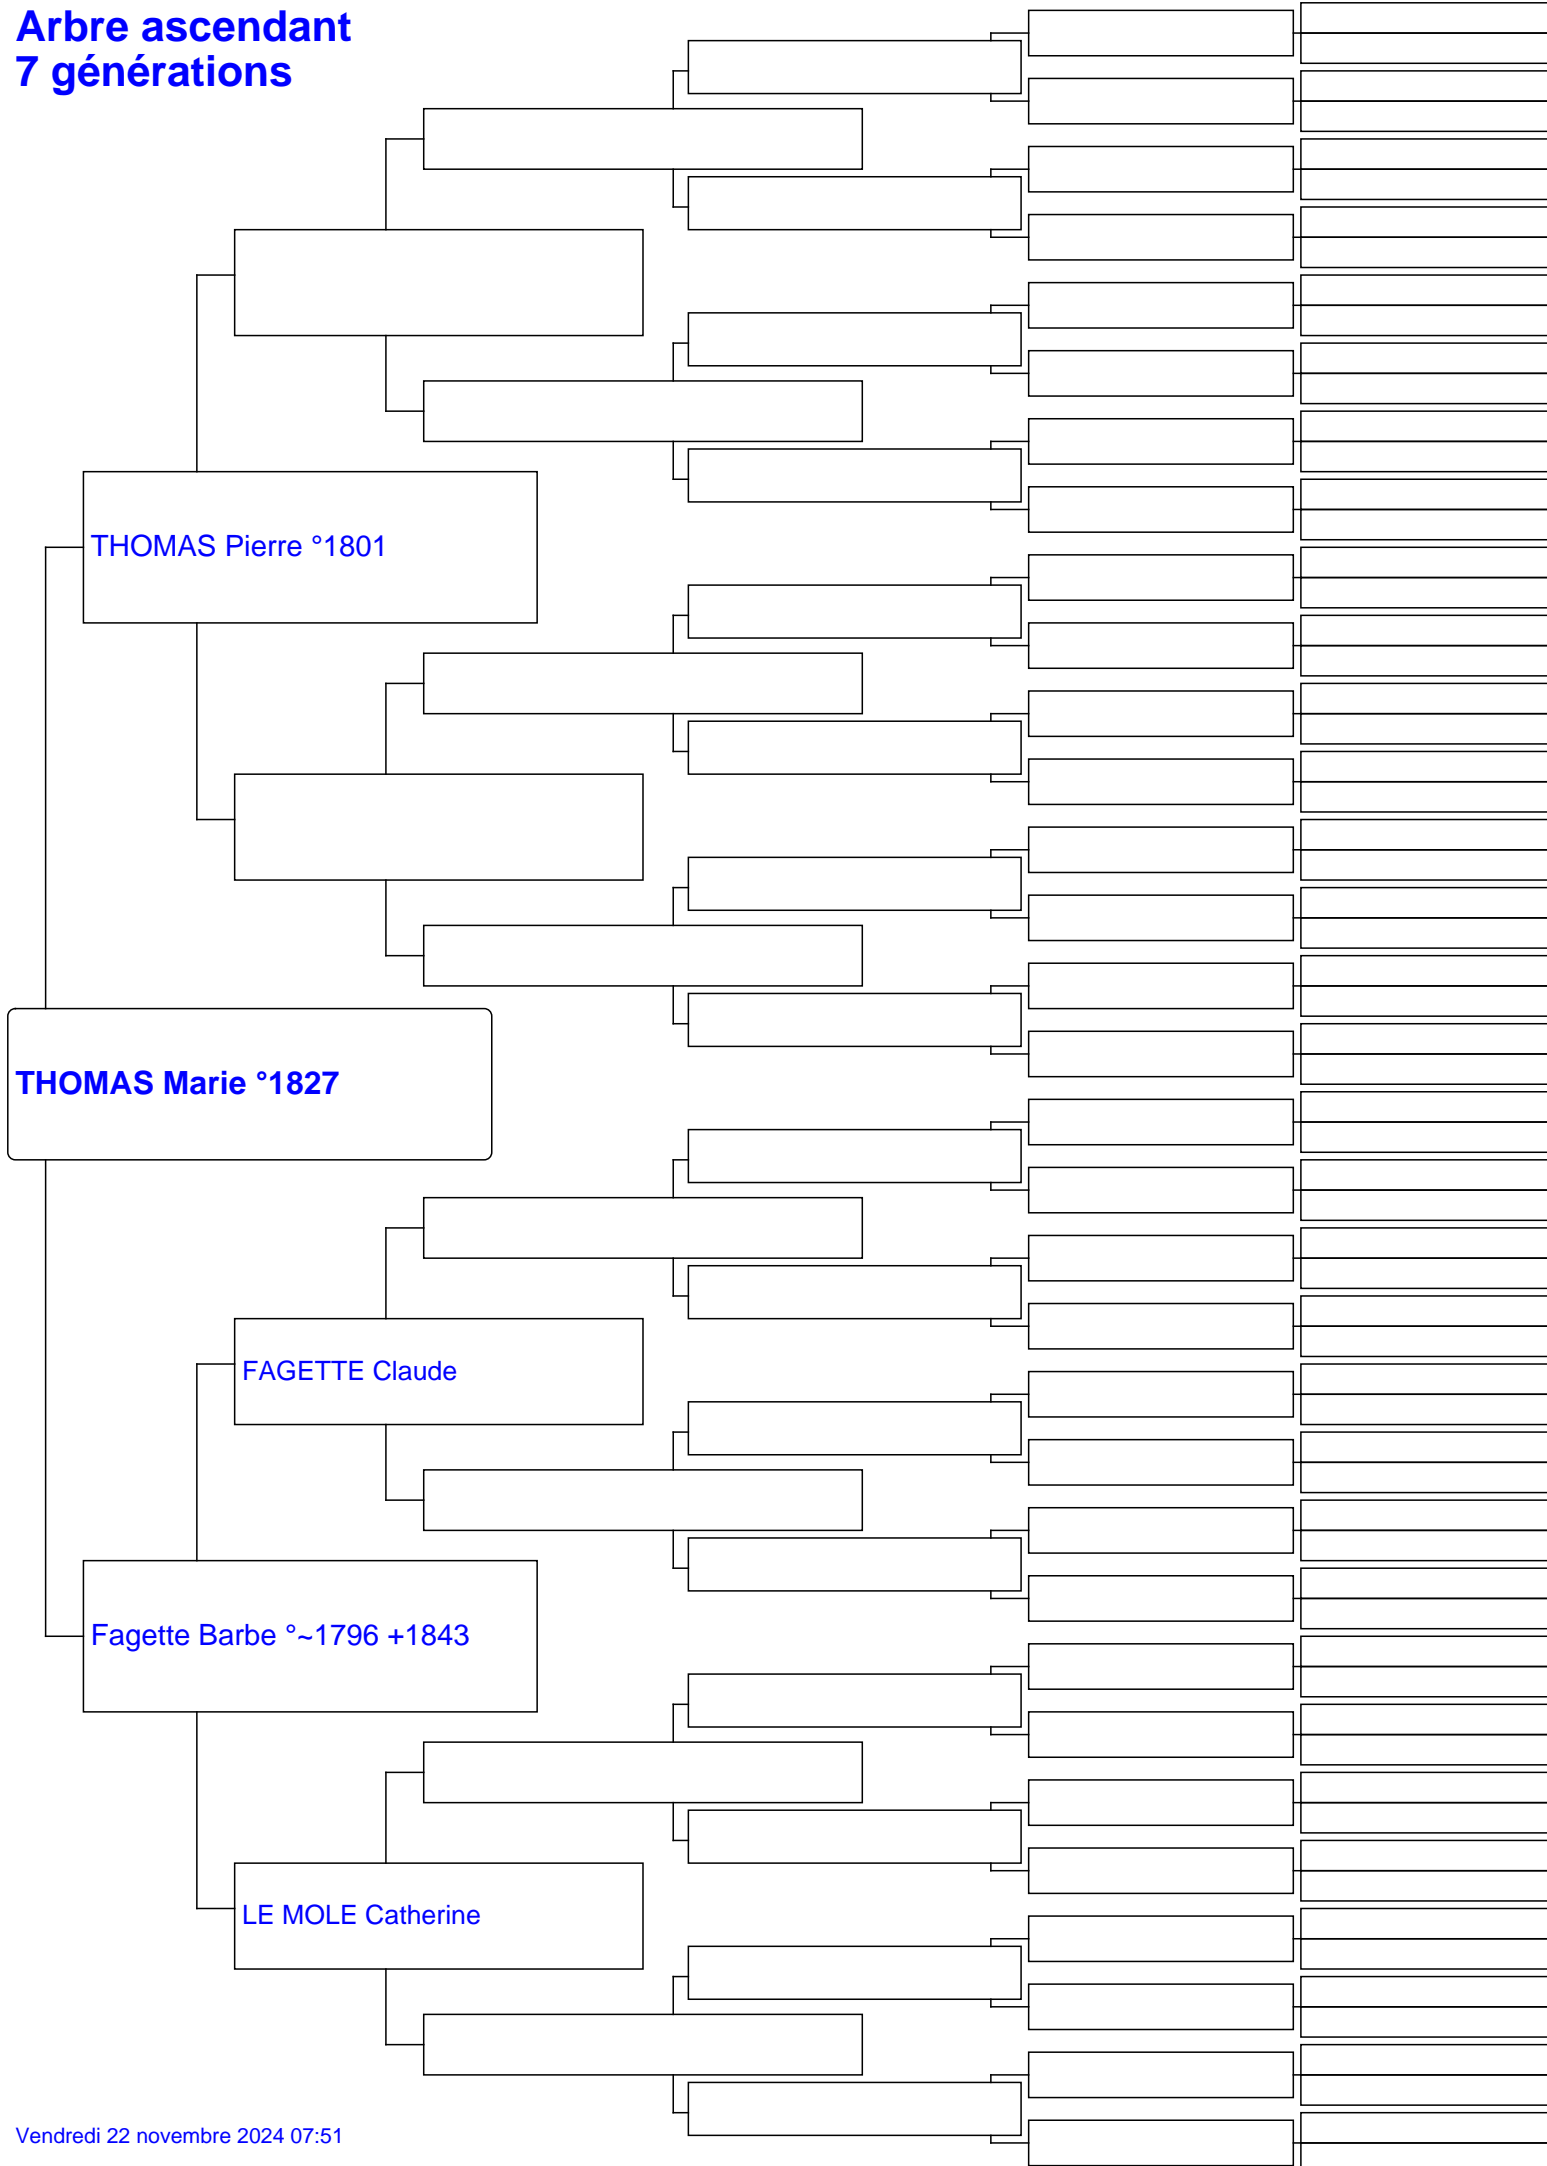 Arbre ascendant
7 générations
THOMAS Pierre °1801
THOMAS Marie °1827
FAGETTE Claude
Fagette Barbe °~1796 +1843
LE MOLE Catherine
Vendredi 22 novembre 2024 07:51